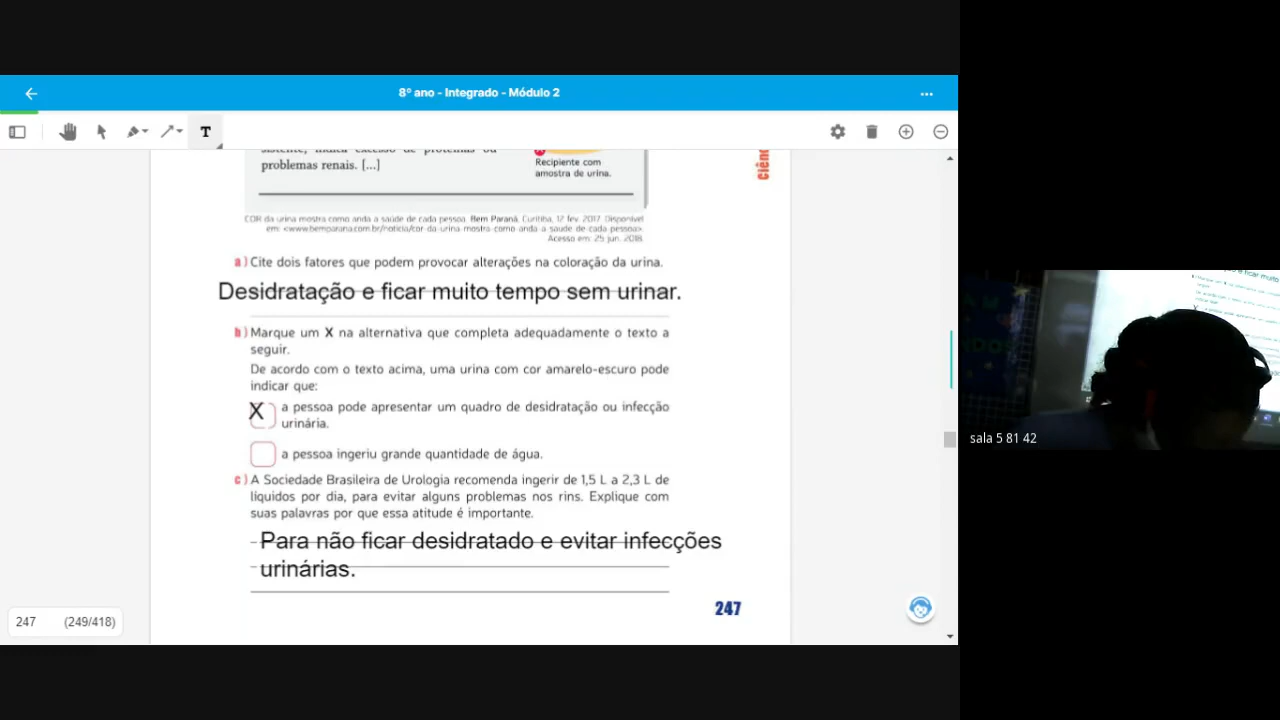 8º ano - Integrado - Módulo 2
T
problemas renais. [...]
Recipiente com
amostra de urina.
COR da urina mostra como anda a saúde de cada pessoa. Bem Paraná, Curitiba, 12 fev. 2017. Disponível
em: <www.bemparana.com.br/noticia/cor-da-urina-mostra-como-anda-a-saude-de-cada-pessoa>.
Acesso em: 25 jun. 2018.
a) Cite dois fatores que podem provocar alterações na coloração da urina.
Desidratação e ficar muito tempo sem urinar.
b) Marque um X na alternativa que completa adequadamente o texto a
seguir.
De acordo com o texto acima, uma urina com cor amarelo-escuro pode
indicar que:
X a pessoa pode apresentar um quadro de desidratação ou infecção
urinária.
a pessoa ingeriu grande quantidade de água.
c) A Sociedade Brasileira de Urologia recomenda ingerir de 1,5 L a 2,3 L de
líquidos por dia, para evitar alguns problemas nos rins. Explique com
suas palavras por que essa atitude é importante.
Para não ficar desidratado e evitar infecções
urinárias.
247
247 (249/418)
sala 5 81 42